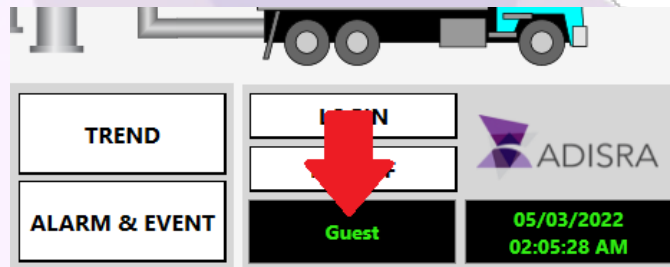 TREND
ALARM & EVENT
Guest
ADISRA
05/03/2022
02:05:28 AM